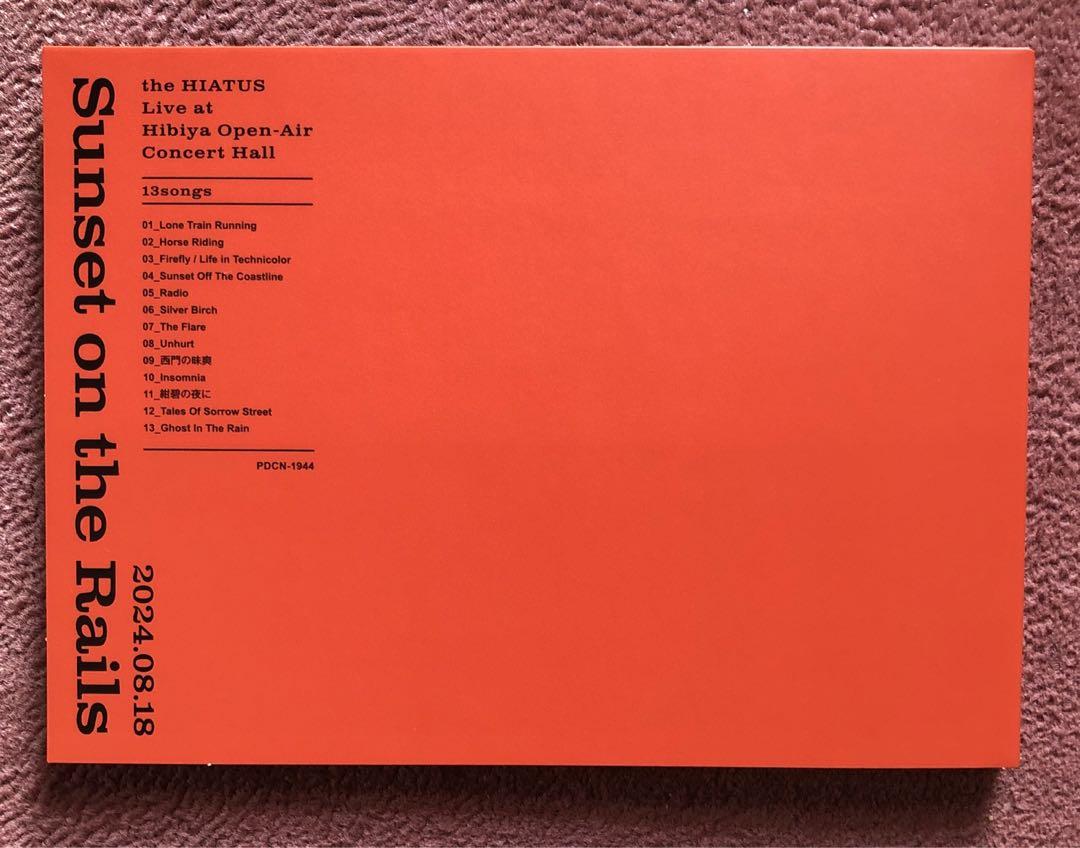 Sunset on the Rails
2024.08.18
the HIATUS
Live at
Hibiya Open-Air
Concert Hall
13songs
01_Lone Train Running
02_Horse Riding
03_Firefly / Life in Technicolor
04_Sunset Off The Coastline
05_Radio
06_Silver Birch
07_The Flare
08_Unhurt
09_西門の昧爽
10_Insomnia
11_紺碧の夜に
12_Tales Of Sorrow Street
13_Ghost In The Rain
PDCN-1944